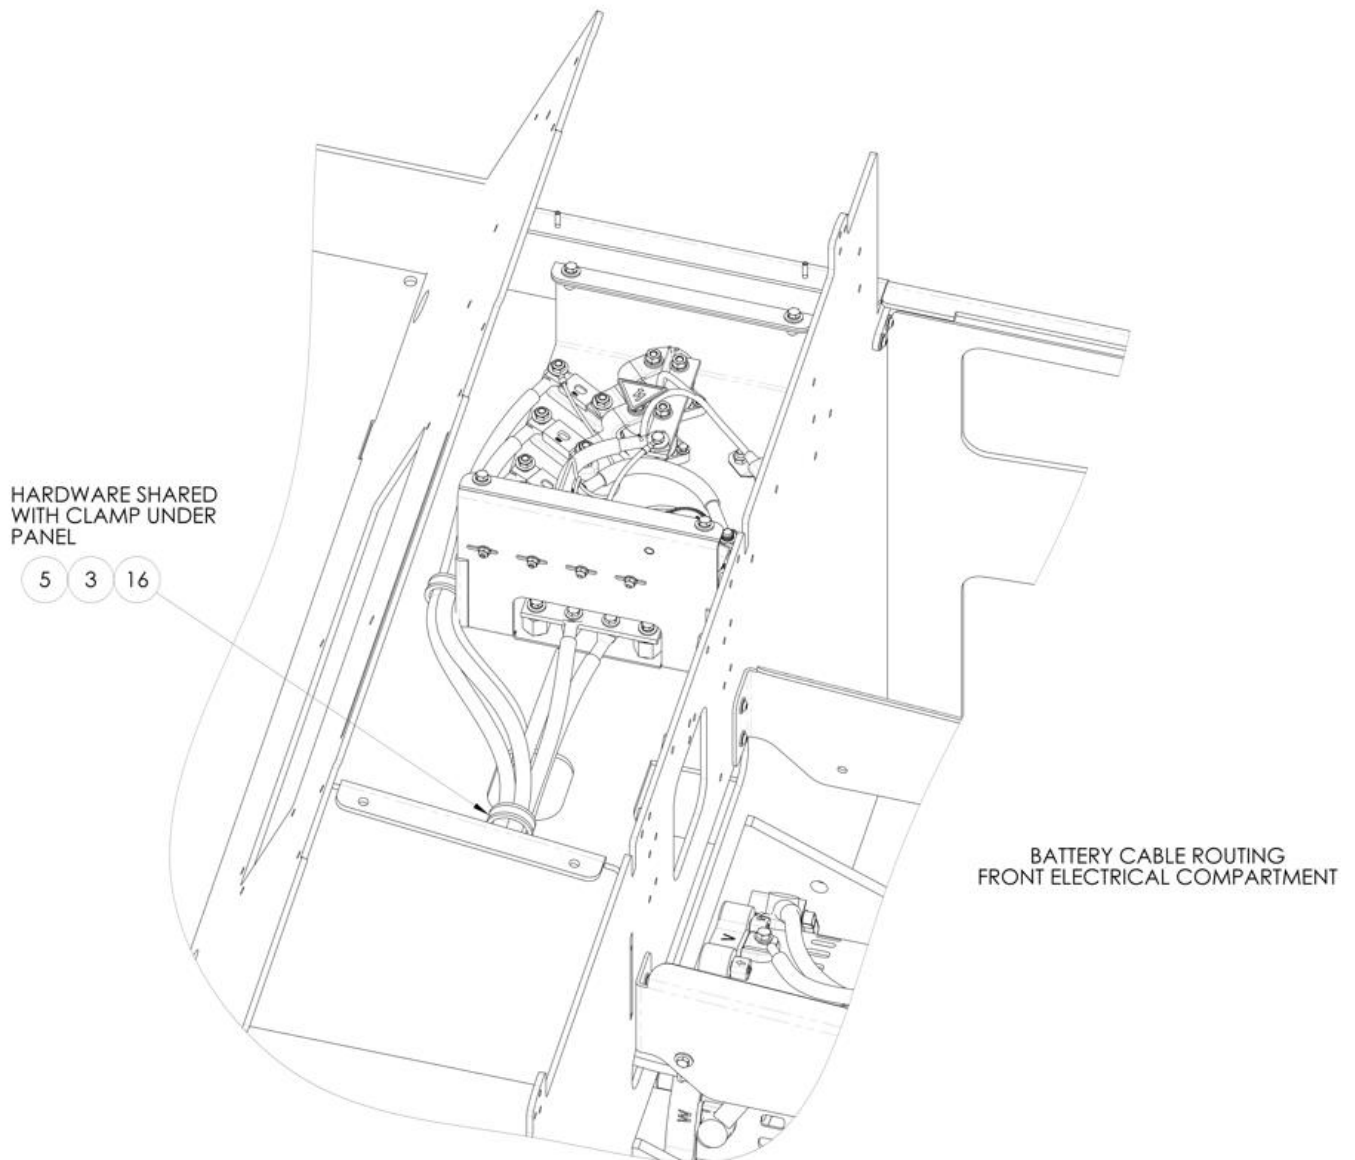 HARDWARE SHARED
WITH CLAMP UNDER
PANEL
5 3 16
BATTERY CABLE ROUTING
FRONT ELECTRICAL COMPARTMENT
V
W